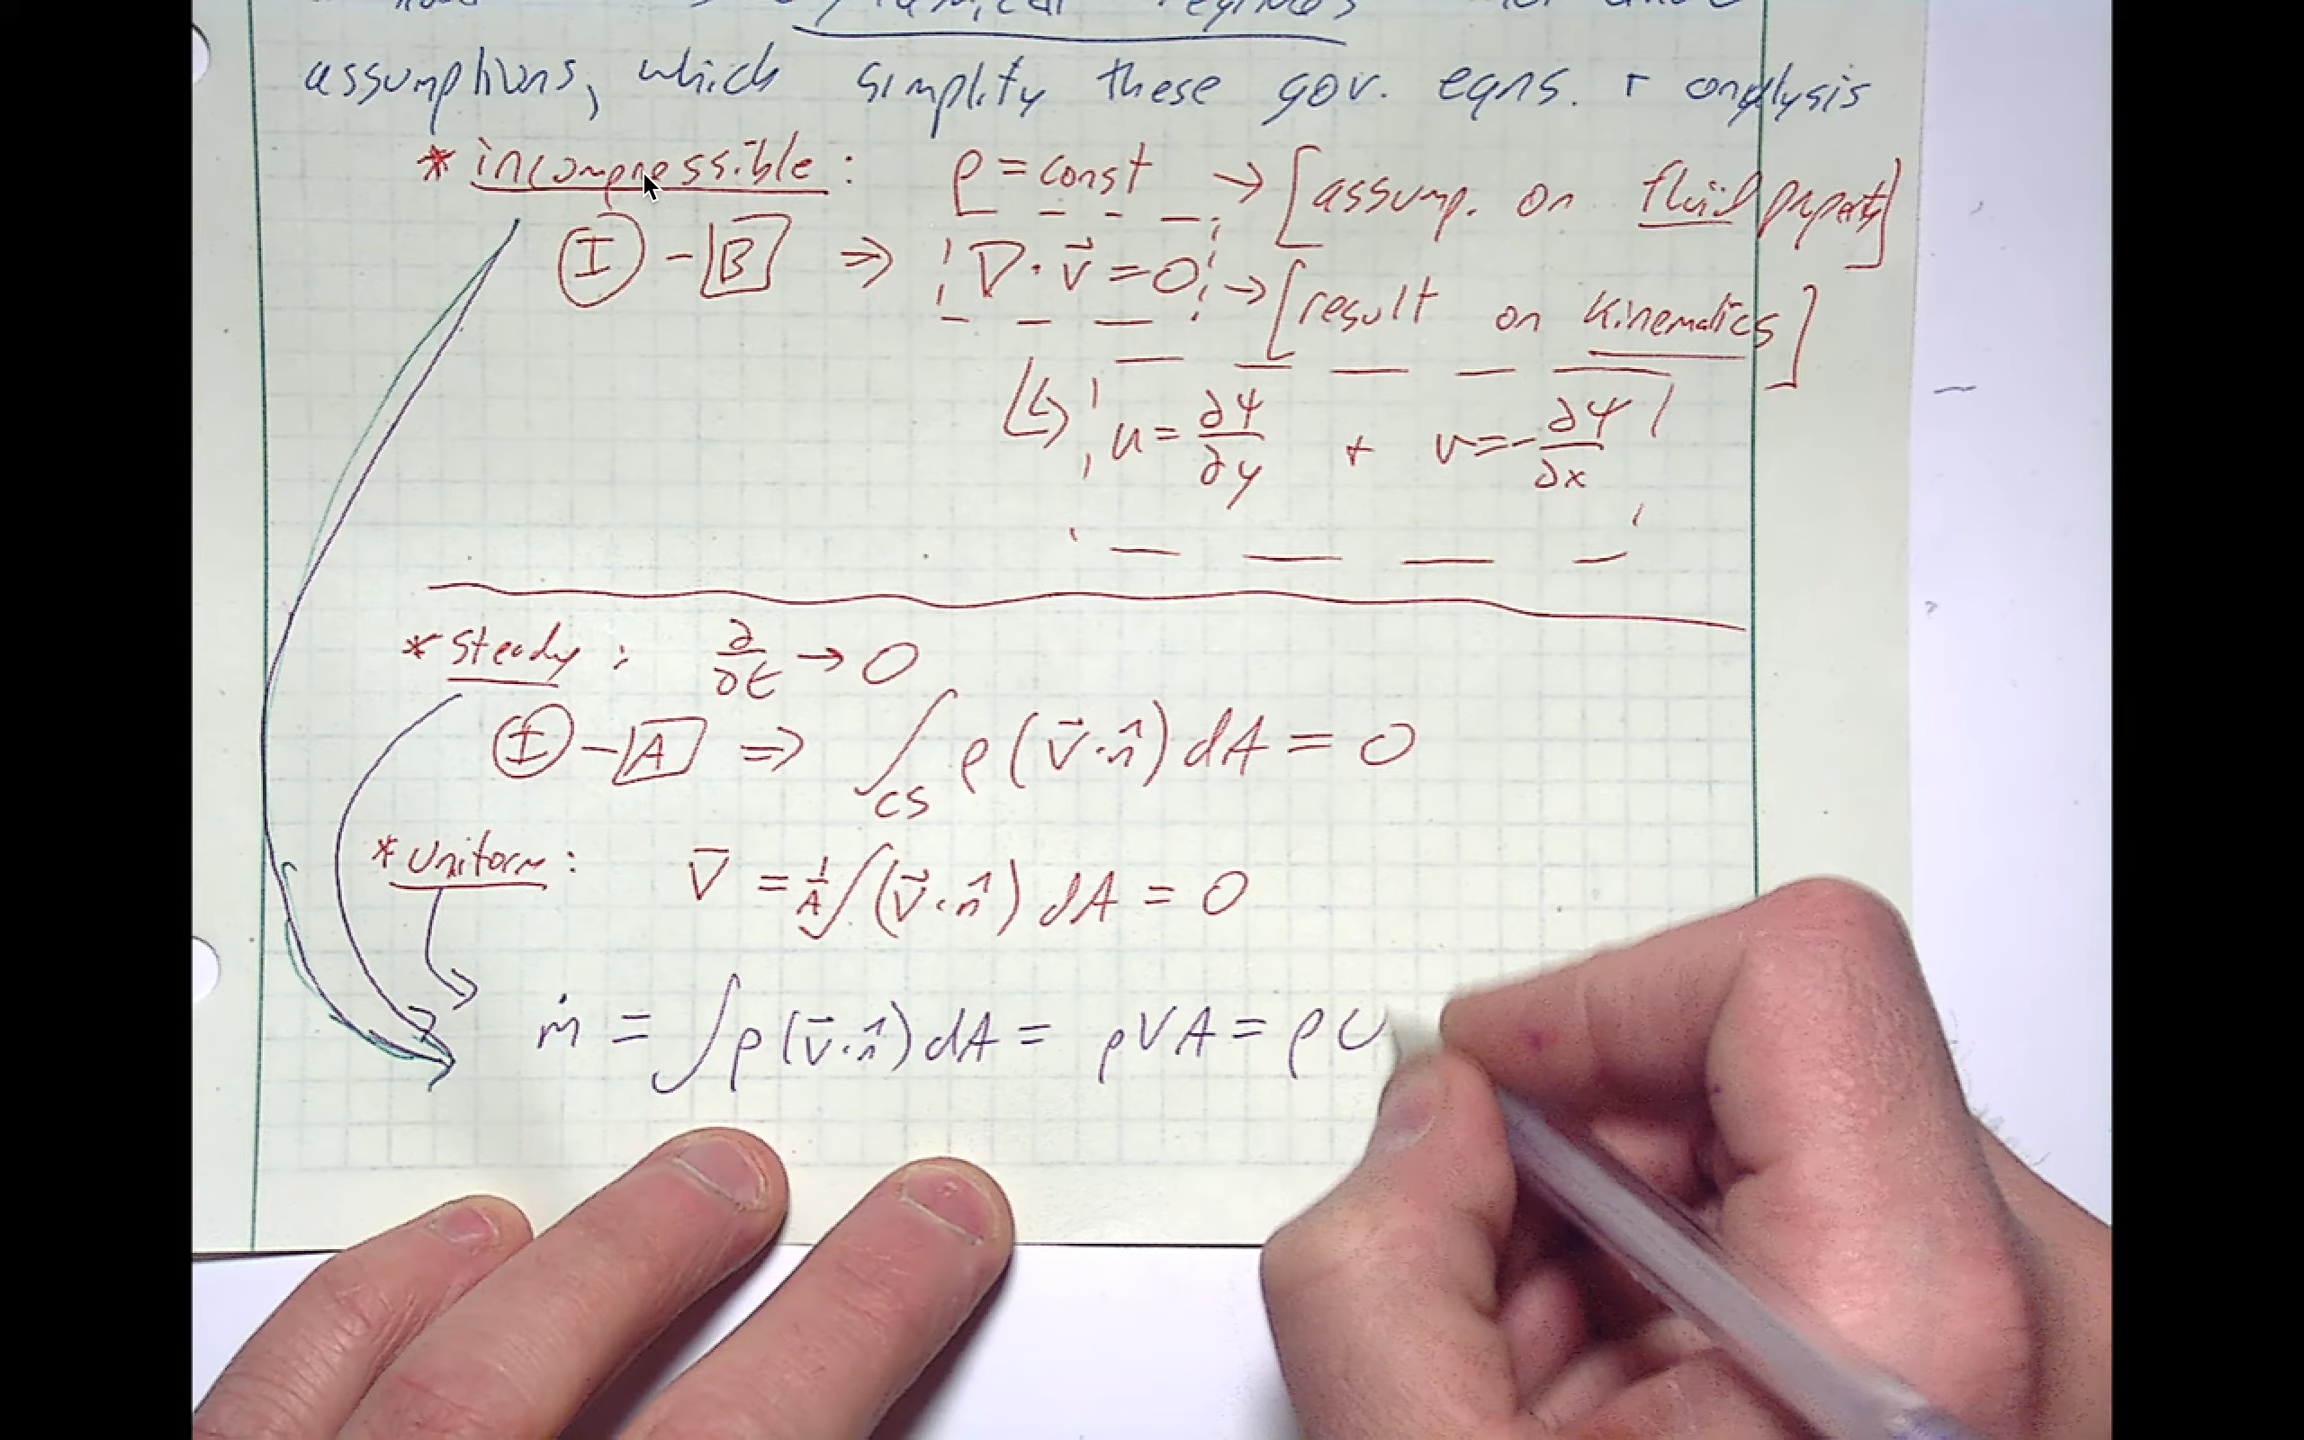 assumptions, which simplify these gov. eqns. + analysis
* incompressible : ρ = const → [assump. on fluid property]
Ⓘ - B ⇒ ∇ · v⃗ = 0 → [result on kinematics]
↳ u = ∂Ψ/∂y + v = - ∂Ψ/∂x
* steady : ∂/∂t → 0
Ⓘ - A ⇒ ∫_CS ρ (v⃗ · n̂) dA = 0
* uniform : V̄ = 1/A ∫ (v⃗ · n̂) dA = 0
ṁ = ∫ ρ (v⃗ · n̂) dA = ρVA = ρU